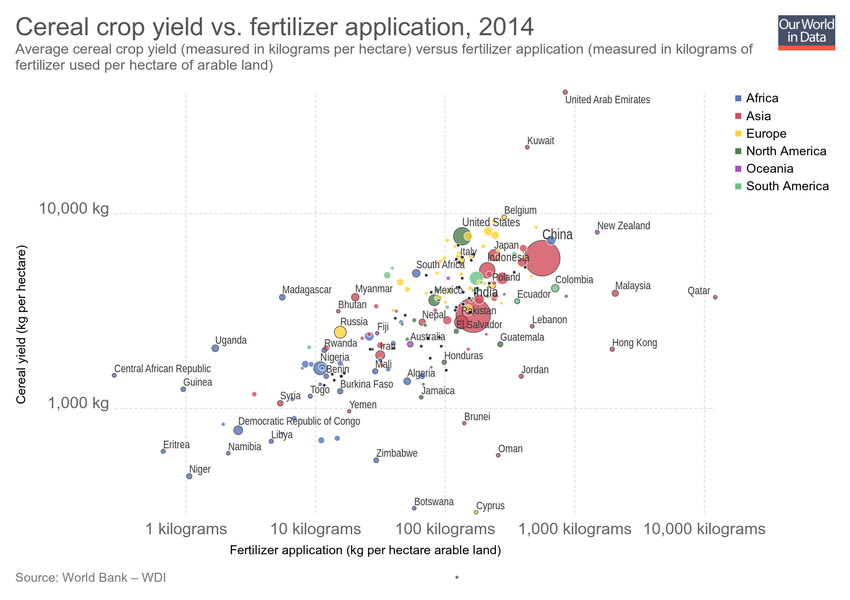 Cereal crop yield vs. fertilizer application, 2014
Average cereal crop yield (measured in kilograms per hectare) versus fertilizer application (measured in kilograms of
fertilizer used per hectare of arable land)
Our World
in Data
Africa
Asia
Europe
North America
Oceania
South America
United Arab Emirates
Kuwait
10,000 kg
Belgium
United States
New Zealand
China
Japan
Italy
Indonesia
South Africa
Poland
Colombia
Madagascar
Myanmar
Mexico
India
Ecuador
Malaysia
Qatar
Bhutan
Pakistan
Nepal
Russia
Fiji
El Salvador
Lebanon
Uganda
Rwanda
Iran
Australia
Guatemala
Hong Kong
Nigeria
Honduras
Central African Republic
Benin
Mali
Algeria
Jordan
Guinea
Togo
Burkina Faso
Jamaica
Syria
1,000 kg
Yemen
Democratic Republic of Congo
Brunei
Libya
Eritrea
Namibia
Zimbabwe
Oman
Niger
Botswana
Cyprus
Cereal yield (kg per hectare)
1 kilograms
10 kilograms
100 kilograms
1,000 kilograms
10,000 kilograms
Fertilizer application (kg per hectare arable land)
Source: World Bank – WDI